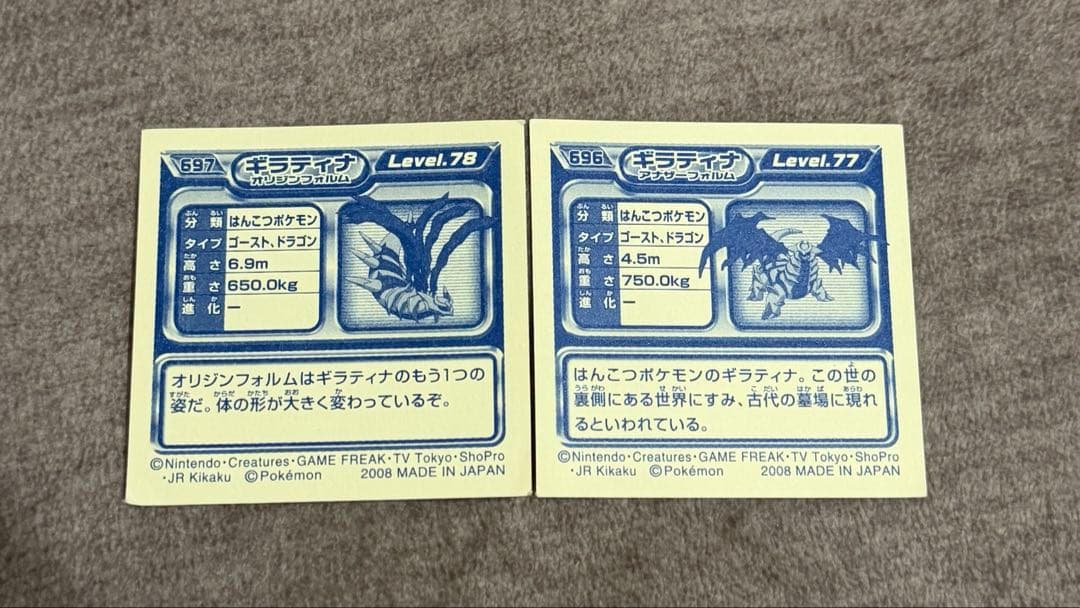 697 ギラティナ Level.78
オリジンフォルム
分類 はんこつポケモン
タイプ ゴースト、ドラゴン
高さ 6.9m
重さ 650.0kg
進化 ー
オリジンフォルムはギラティナのもう1つの
姿だ。体の形が大きく変わっているぞ。
©Nintendo・Creatures・GAME FREAK・TV Tokyo・ShoPro
・JR Kikaku ©Pokémon 2008 MADE IN JAPAN
696 ギラティナ Level.77
アナザーフォルム
分類 はんこつポケモン
タイプ ゴースト、ドラゴン
高さ 4.5m
重さ 750.0kg
進化 ー
はんこつポケモンのギラティナ。この世の
裏側にある世界にすみ、古代の墓場に現れ
るといわれている。
©Nintendo・Creatures・GAME FREAK・TV Tokyo・ShoPro
・JR Kikaku ©Pokémon 2008 MADE IN JAPAN